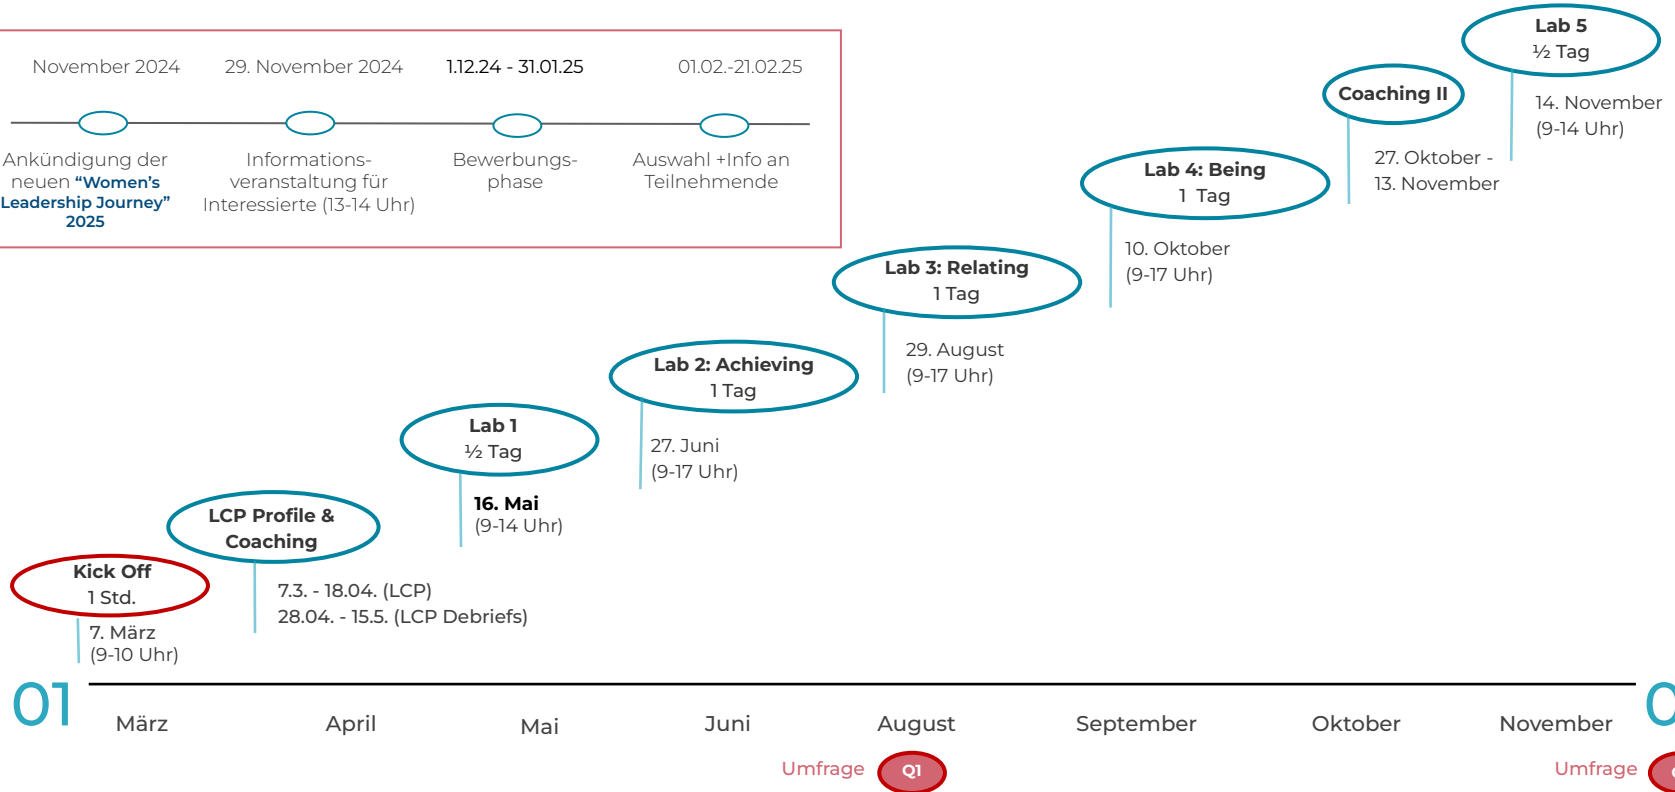 November 2024
29. November 2024
1.12.24 - 31.01.25
01.02.-21.02.25
Ankündigung der
neuen “Women’s
Leadership Journey”
2025
Informations-
veranstaltung für
Interessierte (13-14 Uhr)
Bewerbungs-
phase
Auswahl +Info an
Teilnehmende
Kick Off
1 Std.
7. März
(9-10 Uhr)
LCP Profile &
Coaching
7.3. - 18.04. (LCP)
28.04. - 15.5. (LCP Debriefs)
Lab 1
½ Tag
16. Mai
(9-14 Uhr)
Lab 2: Achieving
1 Tag
27. Juni
(9-17 Uhr)
Lab 3: Relating
1 Tag
29. August
(9-17 Uhr)
Lab 4: Being
1 Tag
10. Oktober
(9-17 Uhr)
Coaching II
27. Oktober -
13. November
Lab 5
½ Tag
14. November
(9-14 Uhr)
01
März
April
Mai
Juni
August
September
Oktober
November
Umfrage
Q1
Umfrage